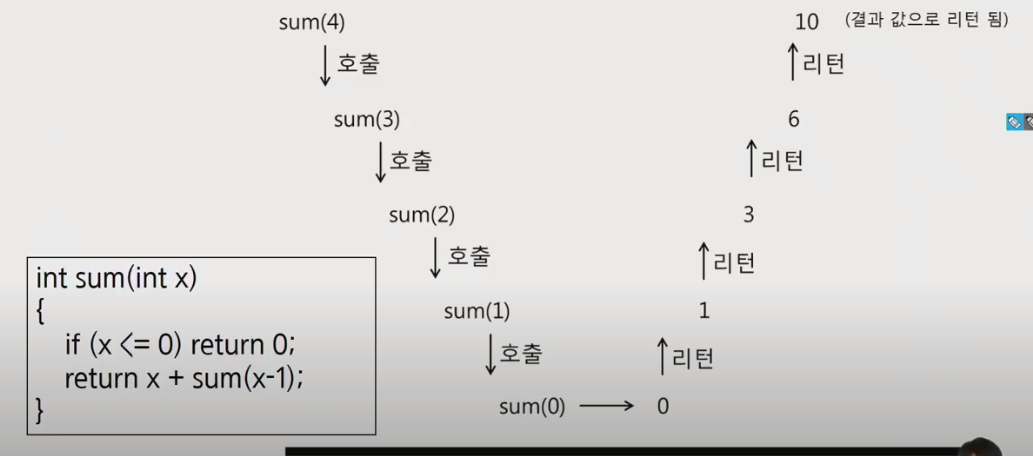 sum(4) 10 (결과 값으로 리턴 됨)
호출 리턴
sum(3) 6
호출 리턴
sum(2) 3
호출 리턴
sum(1) 1
호출 리턴
sum(0) 0
int sum(int x)
{
if (x <= 0) return 0;
return x + sum(x-1);
}